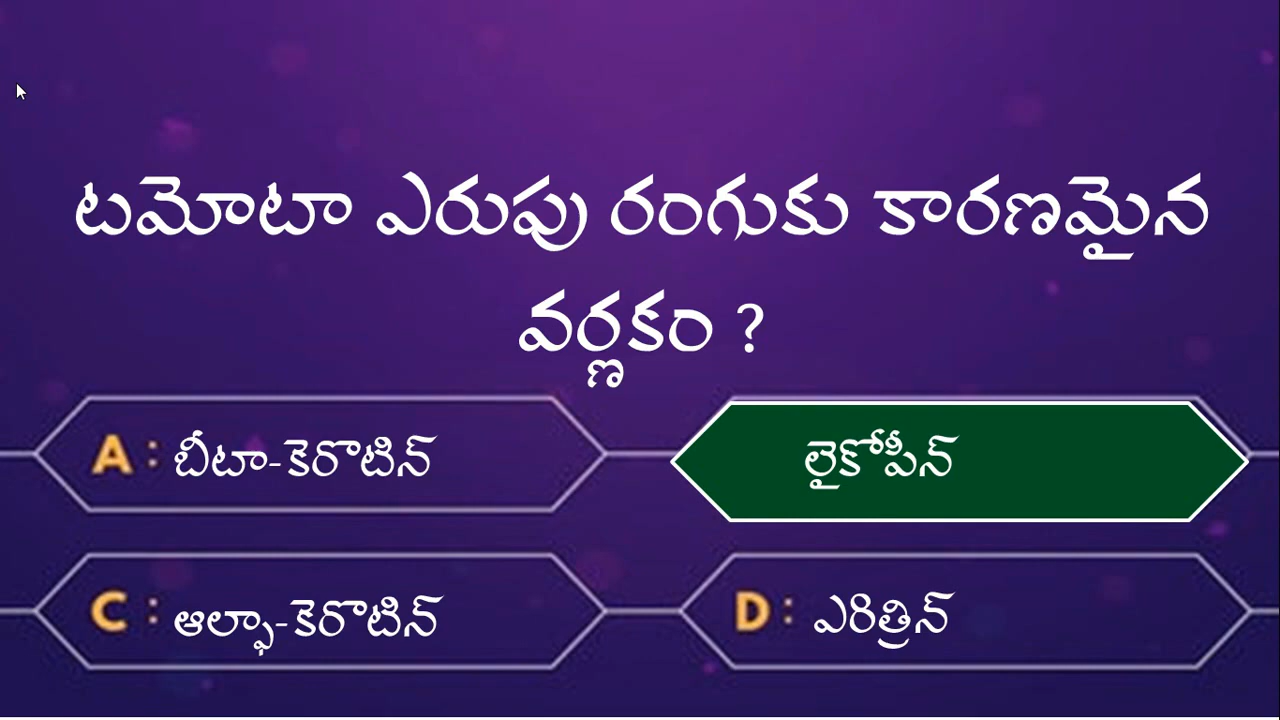 టమోటా ఎరుపు రంగుకు కారణమైన
వర్ణకం ?
A : బీటా-కెరొటిన్
లైకోపీన్
C : ఆల్ఫా-కెరొటిన్
D : ఎరిత్రిన్